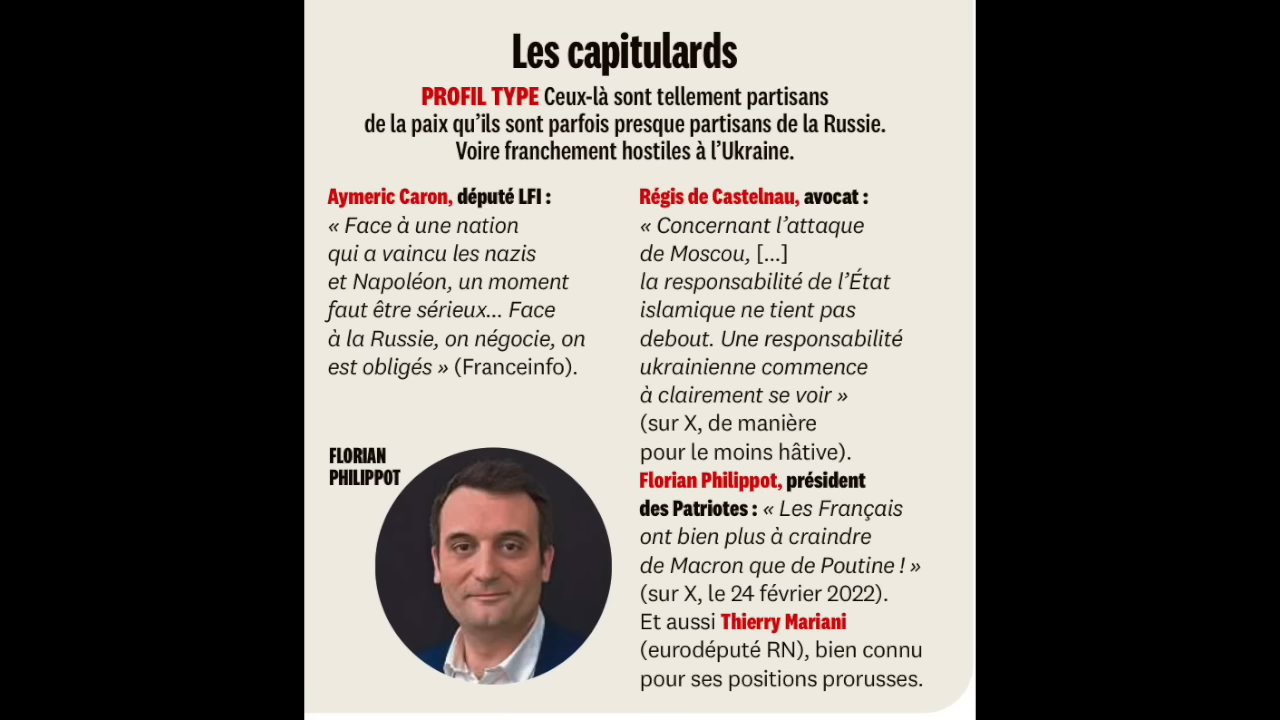 Les capitulards
PROFIL TYPE Ceux-là sont tellement partisans
de la paix qu’ils sont parfois presque partisans de la Russie.
Voire franchement hostiles à l’Ukraine.
Aymeric Caron, député LFI :
« Face à une nation
qui a vaincu les nazis
et Napoléon, un moment
faut être sérieux... Face
à la Russie, on négocie, on
est obligés » (Franceinfo).
FLORIAN
PHILIPPOT
Régis de Castelnau, avocat :
« Concernant l’attaque
de Moscou, [...]
la responsabilité de l’État
islamique ne tient pas
debout. Une responsabilité
ukrainienne commence
à clairement se voir »
(sur X, de manière
pour le moins hâtive).
Florian Philippot, président
des Patriotes : « Les Français
ont bien plus à craindre
de Macron que de Poutine ! »
(sur X, le 24 février 2022).
Et aussi Thierry Mariani
(eurodéputé RN), bien connu
pour ses positions prorusses.